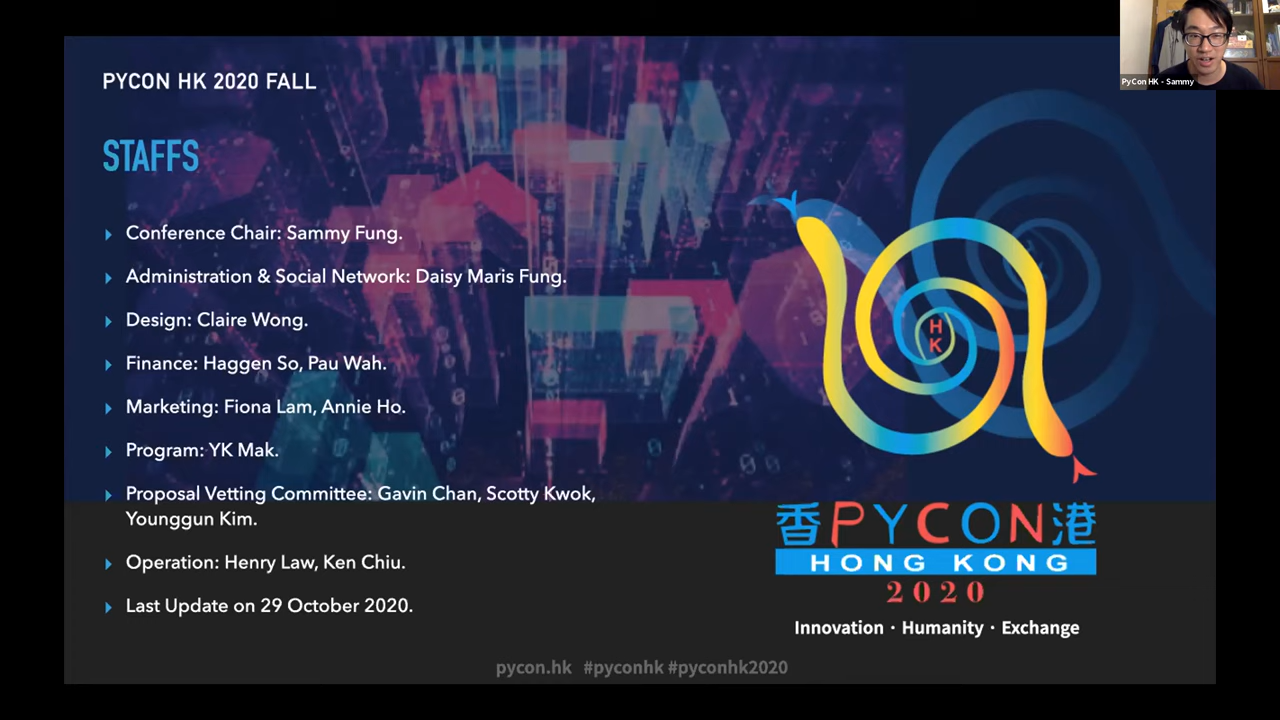 PYCON HK 2020 FALL
STAFFS
Conference Chair: Sammy Fung.
Administration & Social Network: Daisy Maris Fung.
Design: Claire Wong.
Finance: Haggen So, Pau Wah.
Marketing: Fiona Lam, Annie Ho.
Program: YK Mak.
Proposal Vetting Committee: Gavin Chan, Scotty Kwok,
Younggun Kim.
Operation: Henry Law, Ken Chiu.
Last Update on 29 October 2020.
H
K
香PYCON港
HONG KONG
2020
Innovation · Humanity · Exchange
pycon.hk #pyconhk #pyconhk2020
PyCon HK - Sammy